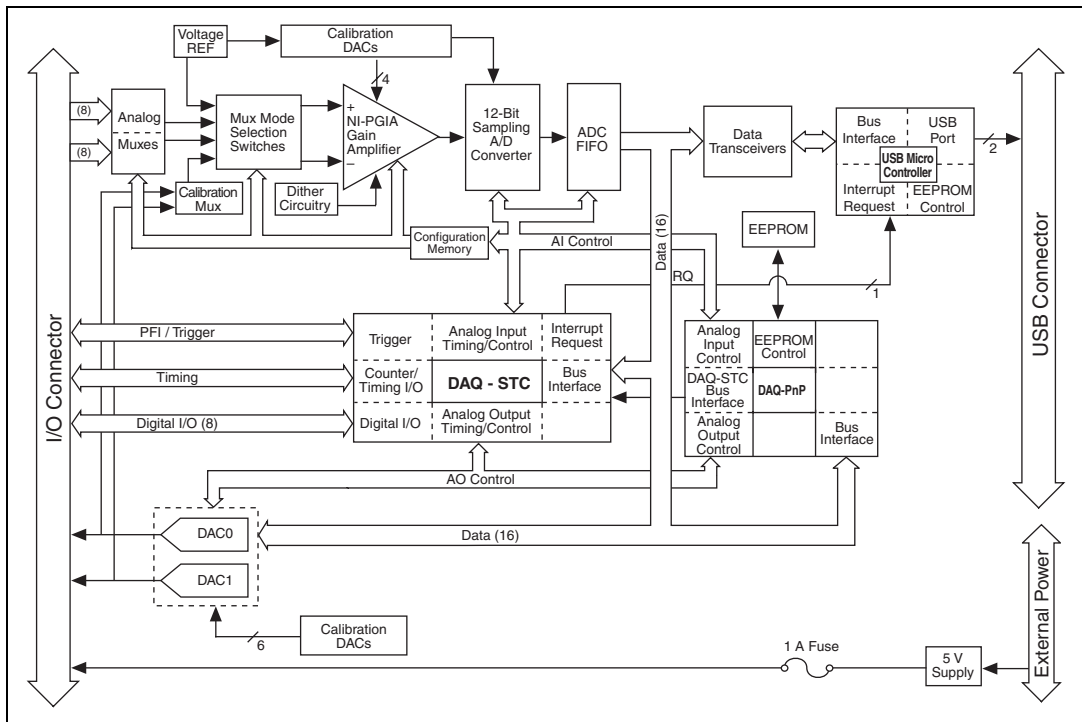 Voltage
REF
Calibration
DACs
4
(8)
(8)
Analog
Muxes
Mux Mode
Selection
Switches
+
NI-PGIA
Gain
Amplifier
–
12-Bit
Sampling
A/D
Converter
ADC
FIFO
Data
Transceivers
Bus
Interface
USB
Port
USB Micro
Controller
Interrupt
Request
EEPROM
Control
2
Calibration
Mux
Dither
Circuitry
Configuration
Memory
AI Control
Data (16)
EEPROM
IRQ
1
I/O Connector
USB Connector
PFI / Trigger
Timing
Digital I/O (8)
Trigger
Analog Input
Timing/Control
Interrupt
Request
Counter/
Timing I/O
DAQ - STC
Bus
Interface
Digital I/O
Analog Output
Timing/Control
Analog
Input
Control
EEPROM
Control
DAQ-STC
Bus
Interface
DAQ-PnP
Analog
Output
Control
Bus
Interface
AO Control
DAC0
Data (16)
DAC1
6
Calibration
DACs
1 A Fuse
5 V
Supply
External Power